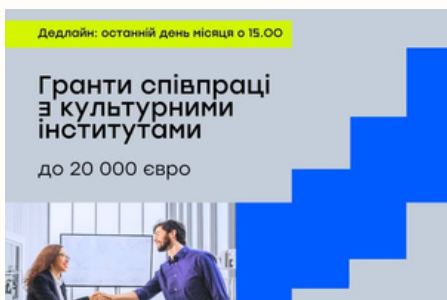 Дедлайн: останній день місяця о 15.00
Гранти співпраці
з культурними
інститутами
до 20 000 євро